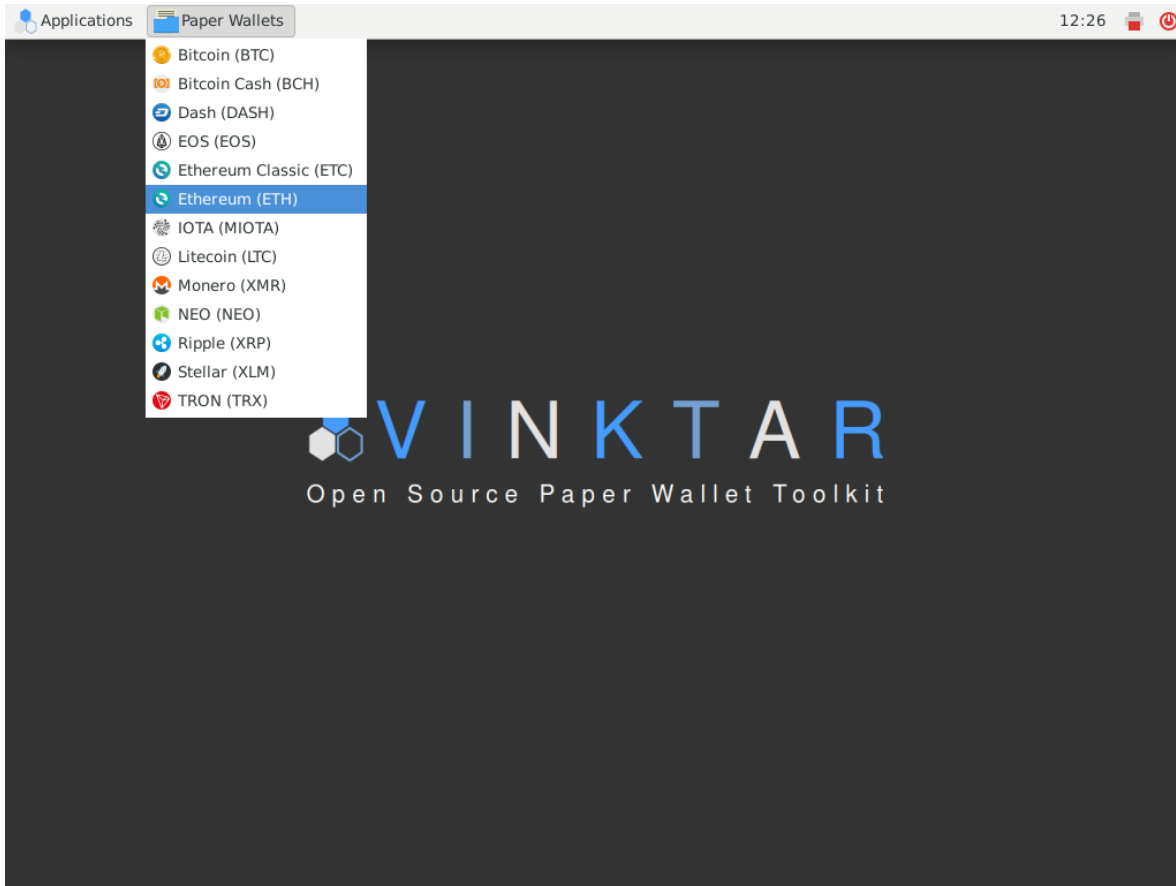 Applications Paper Wallets 12:26
Bitcoin (BTC)
Bitcoin Cash (BCH)
Dash (DASH)
EOS (EOS)
Ethereum Classic (ETC)
Ethereum (ETH)
IOTA (MIOTA)
Litecoin (LTC)
Monero (XMR)
NEO (NEO)
Ripple (XRP)
Stellar (XLM)
TRON (TRX)
VINKTAR
Open Source Paper Wallet Toolkit